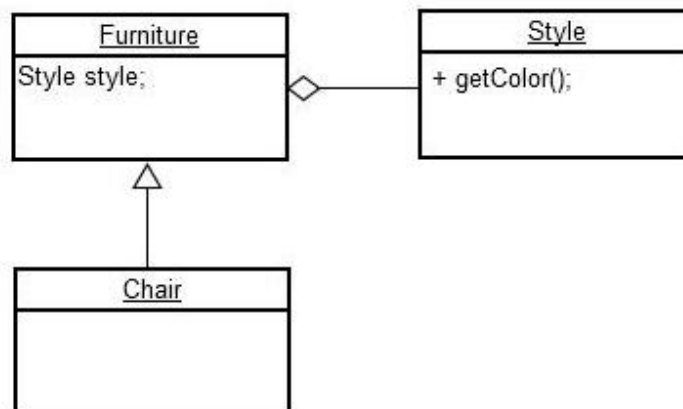 Furniture
Style style;
Style
+ getColor();
Chair